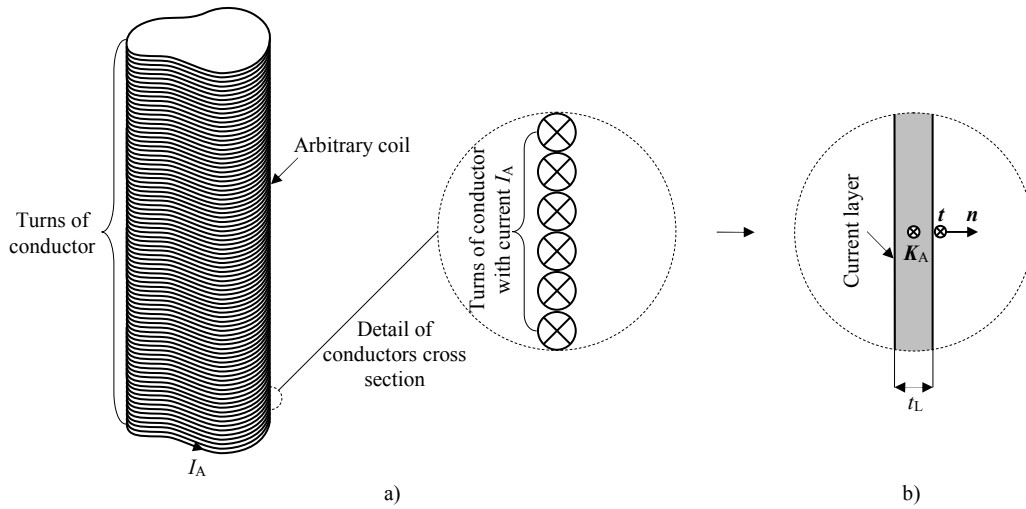 Turns of
conductor
Arbitrary coil
I_A
Detail of
conductors cross
section
Turns of conductor
with current I_A
a)
Current layer
K_A
t
n
t_L
b)